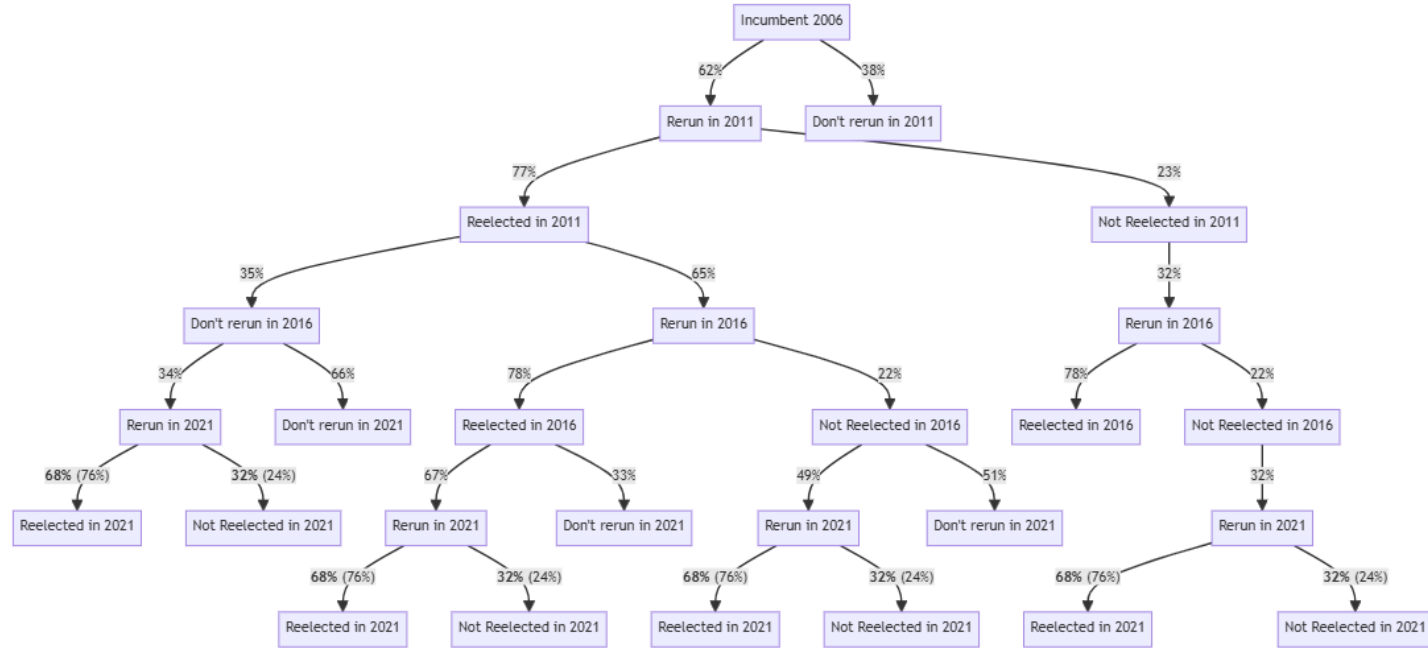 Incumbent 2006
62%
38%
Rerun in 2011
Don't rerun in 2011
77%
23%
Reelected in 2011
Not Reelected in 2011
35%
65%
32%
Don't rerun in 2016
Rerun in 2016
Rerun in 2016
34%
66%
78%
22%
78%
22%
Rerun in 2021
Don't rerun in 2021
Reelected in 2016
Not Reelected in 2016
Reelected in 2016
Not Reelected in 2016
68% (76%)
32% (24%)
67%
33%
49%
51%
32%
Reelected in 2021
Not Reelected in 2021
Rerun in 2021
Don't rerun in 2021
Rerun in 2021
Don't rerun in 2021
Rerun in 2021
68% (76%)
32% (24%)
68% (76%)
32% (24%)
68% (76%)
32% (24%)
Reelected in 2021
Not Reelected in 2021
Reelected in 2021
Not Reelected in 2021
Reelected in 2021
Not Reelected in 2021